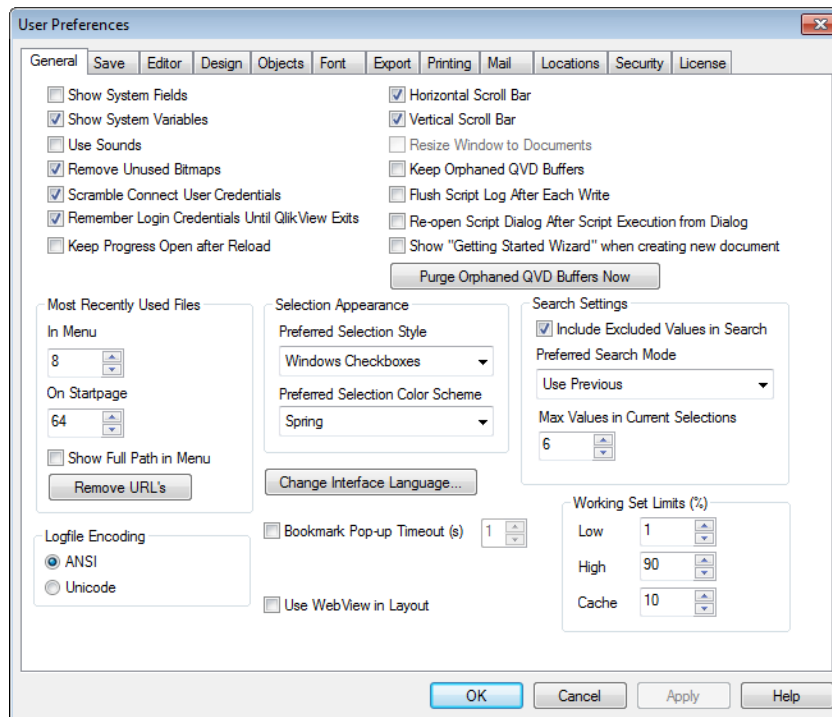 User Preferences
General Save Editor Design Objects Font Export Printing Mail Locations Security License
Show System Fields
Show System Variables
Use Sounds
Remove Unused Bitmaps
Scramble Connect User Credentials
Remember Login Credentials Until QlikView Exits
Keep Progress Open after Reload
Horizontal Scroll Bar
Vertical Scroll Bar
Resize Window to Documents
Keep Orphaned QVD Buffers
Flush Script Log After Each Write
Re-open Script Dialog After Script Execution from Dialog
Show "Getting Started Wizard" when creating new document
Purge Orphaned QVD Buffers Now
Most Recently Used Files
In Menu
8
On Startpage
64
Show Full Path in Menu
Remove URL's
Selection Appearance
Preferred Selection Style
Windows Checkboxes
Preferred Selection Color Scheme
Spring
Change Interface Language...
Search Settings
Include Excluded Values in Search
Preferred Search Mode
Use Previous
Max Values in Current Selections
6
Logfile Encoding
ANSI
Unicode
Bookmark Pop-up Timeout (s) 1
Use WebView in Layout
Working Set Limits (%)
Low 1
High 90
Cache 10
OK Cancel Apply Help